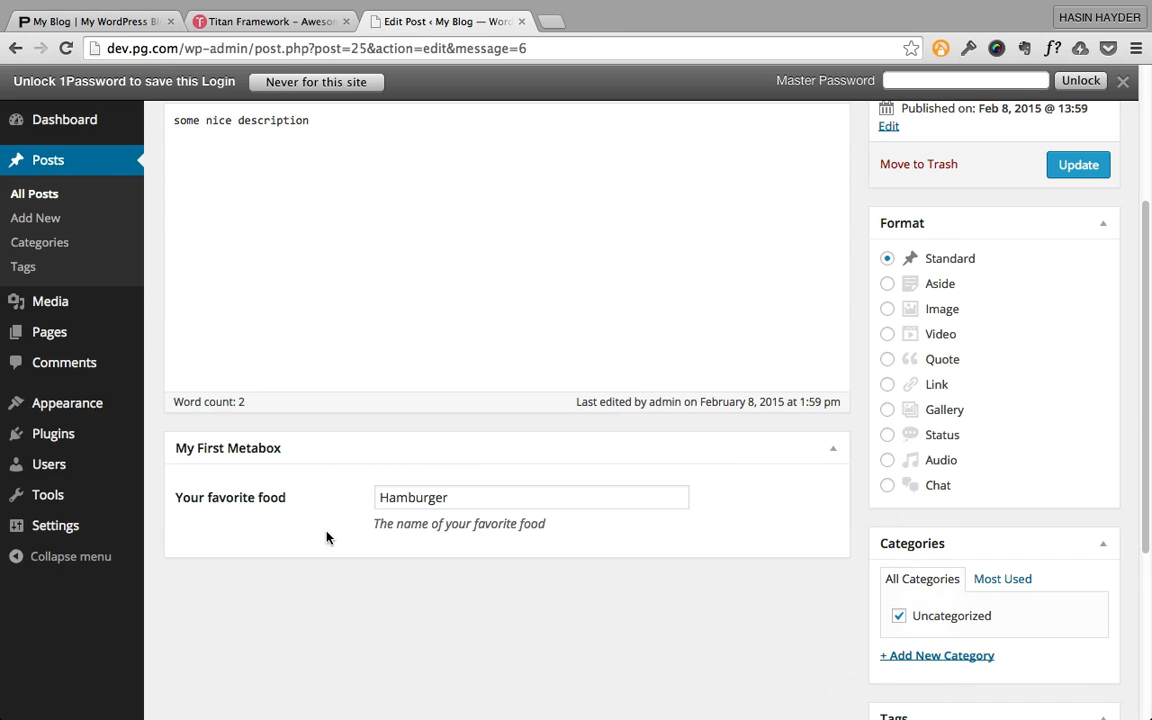 My Blog | My WordPress Bl
Titan Framework – Aweson
Edit Post ‹ My Blog — Word
HASIN HAYDER
dev.pg.com/wp-admin/post.php?post=25&action=edit&message=6
f?
Unlock 1Password to save this Login
Never for this site
Master Password
Unlock
Dashboard
Posts
All Posts
Add New
Categories
Tags
Media
Pages
Comments
Appearance
Plugins
Users
Tools
Settings
Collapse menu
some nice description
Word count: 2
Last edited by admin on February 8, 2015 at 1:59 pm
My First Metabox
Your favorite food
Hamburger
The name of your favorite food
Published on: Feb 8, 2015 @ 13:59
Edit
Move to Trash
Update
Format
Standard
Aside
Image
Video
Quote
Link
Gallery
Status
Audio
Chat
Categories
All Categories
Most Used
Uncategorized
+ Add New Category
Tags